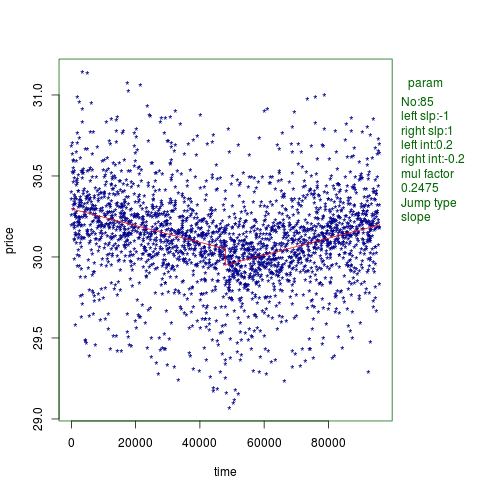 param
No:85
left slp:-1
right slp:1
left int:0.2
right int:-0.2
mul factor
0.2475
Jump type
slope
price
31.0
30.5
30.0
29.5
29.0
0 20000 40000 60000 80000
time